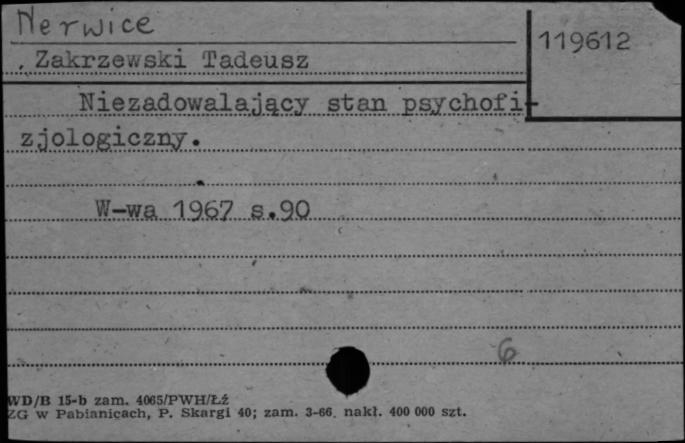 Nerwice
119612
, Zakrzewski Tadeusz
Niezadowalający stan psychofi-
zjologiczny.
W-wa 1967 s.90
6
WD/B 15-b zam. 4065/PWH/Łź
ZG w Pabianicach, P. Skargi 40; zam. 3-66. nakł. 400 000 szt.